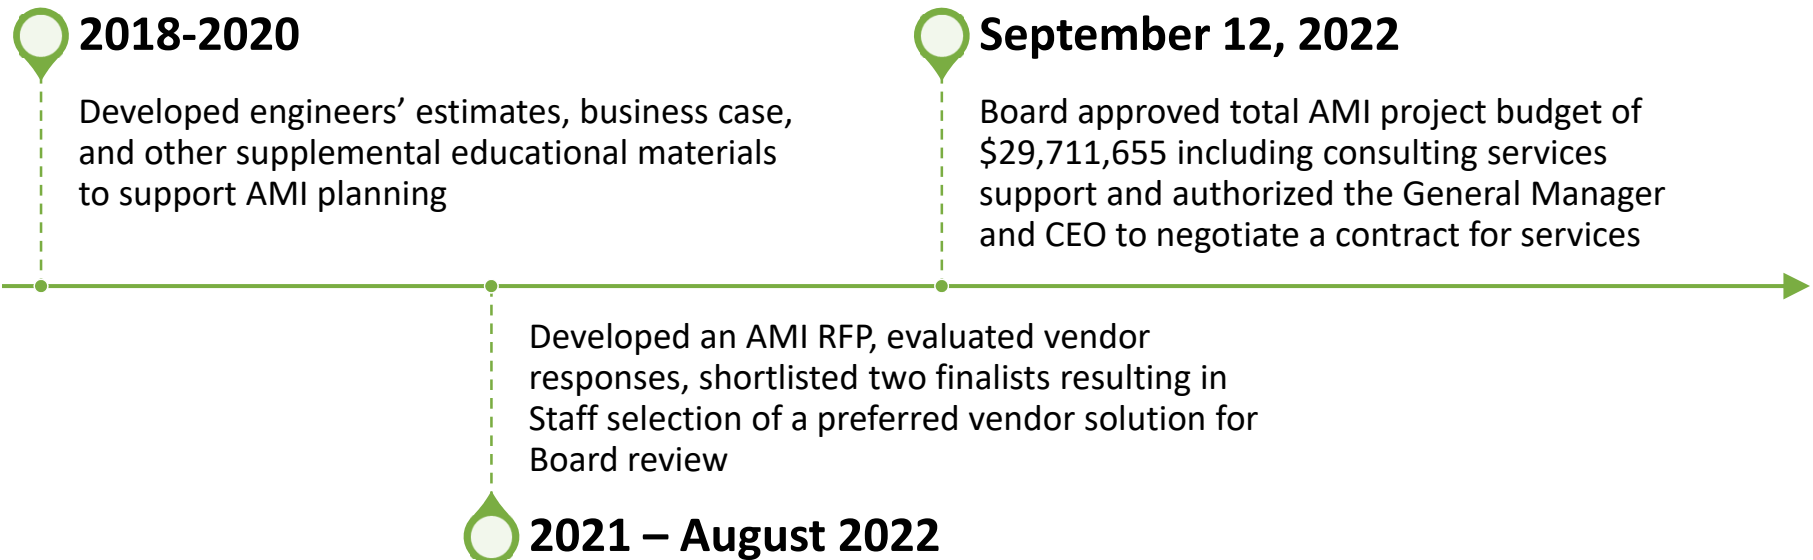 2018-2020
Developed engineers’ estimates, business case,
and other supplemental educational materials
to support AMI planning
September 12, 2022
Board approved total AMI project budget of
$29,711,655 including consulting services
support and authorized the General Manager
and CEO to negotiate a contract for services
Developed an AMI RFP, evaluated vendor
responses, shortlisted two finalists resulting in
Staff selection of a preferred vendor solution for
Board review
2021 – August 2022